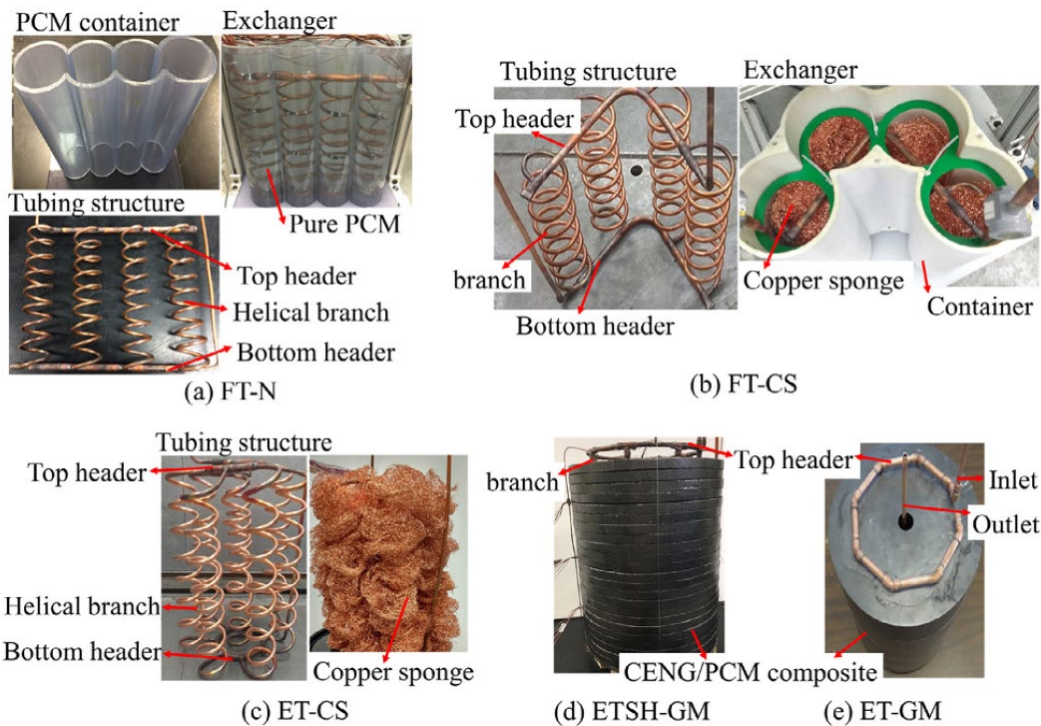 PCM container
Exchanger
Pure PCM
Tubing structure
Top header
Helical branch
Bottom header
(a) FT-N
Tubing structure
Top header
branch
Bottom header
Exchanger
Copper sponge
Container
(b) FT-CS
Tubing structure
Top header
Helical branch
Bottom header
Copper sponge
(c) ET-CS
branch
Top header
CENG/PCM composite
(d) ETSH-GM
Inlet
Outlet
(e) ET-GM